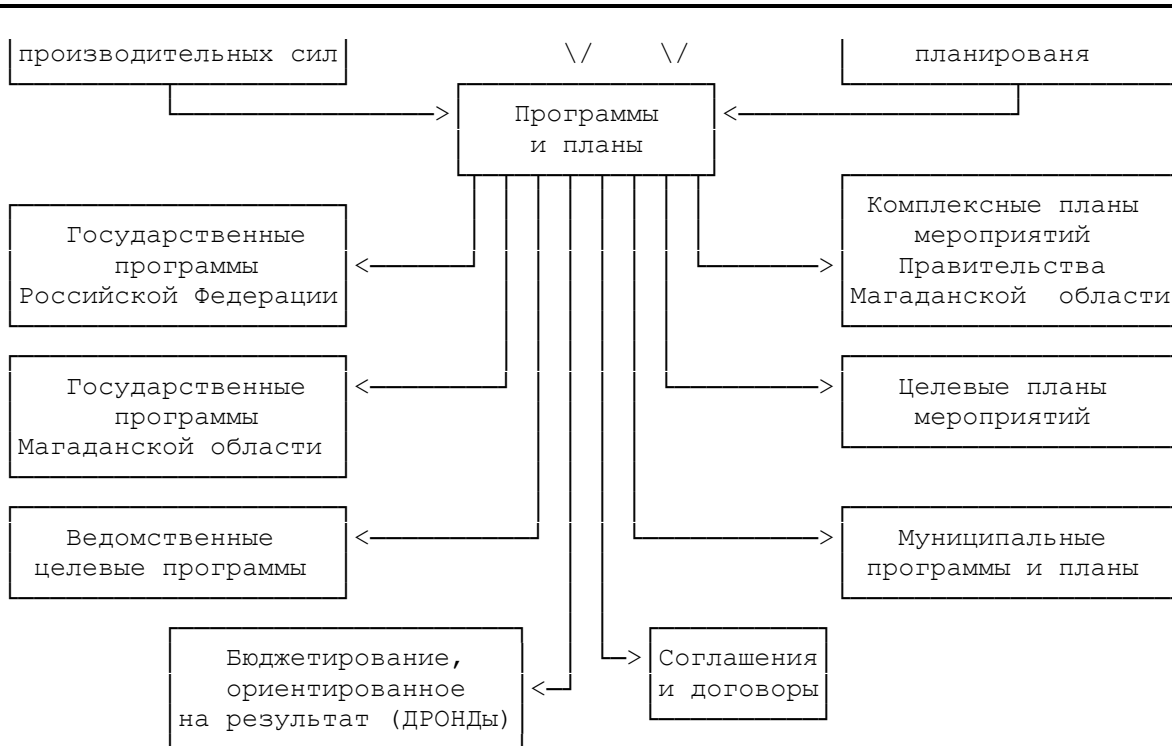 производительных сил
\/ \/
планированя
Программы
и планы
Государственные
программы
Российской Федерации
Комплексные планы
мероприятий
Правительства
Магаданской области
Государственные
программы
Магаданской области
Целевые планы
мероприятий
Ведомственные
целевые программы
Муниципальные
программы и планы
Бюджетирование,
ориентированное
на результат (ДРОНДы)
Соглашения
и договоры